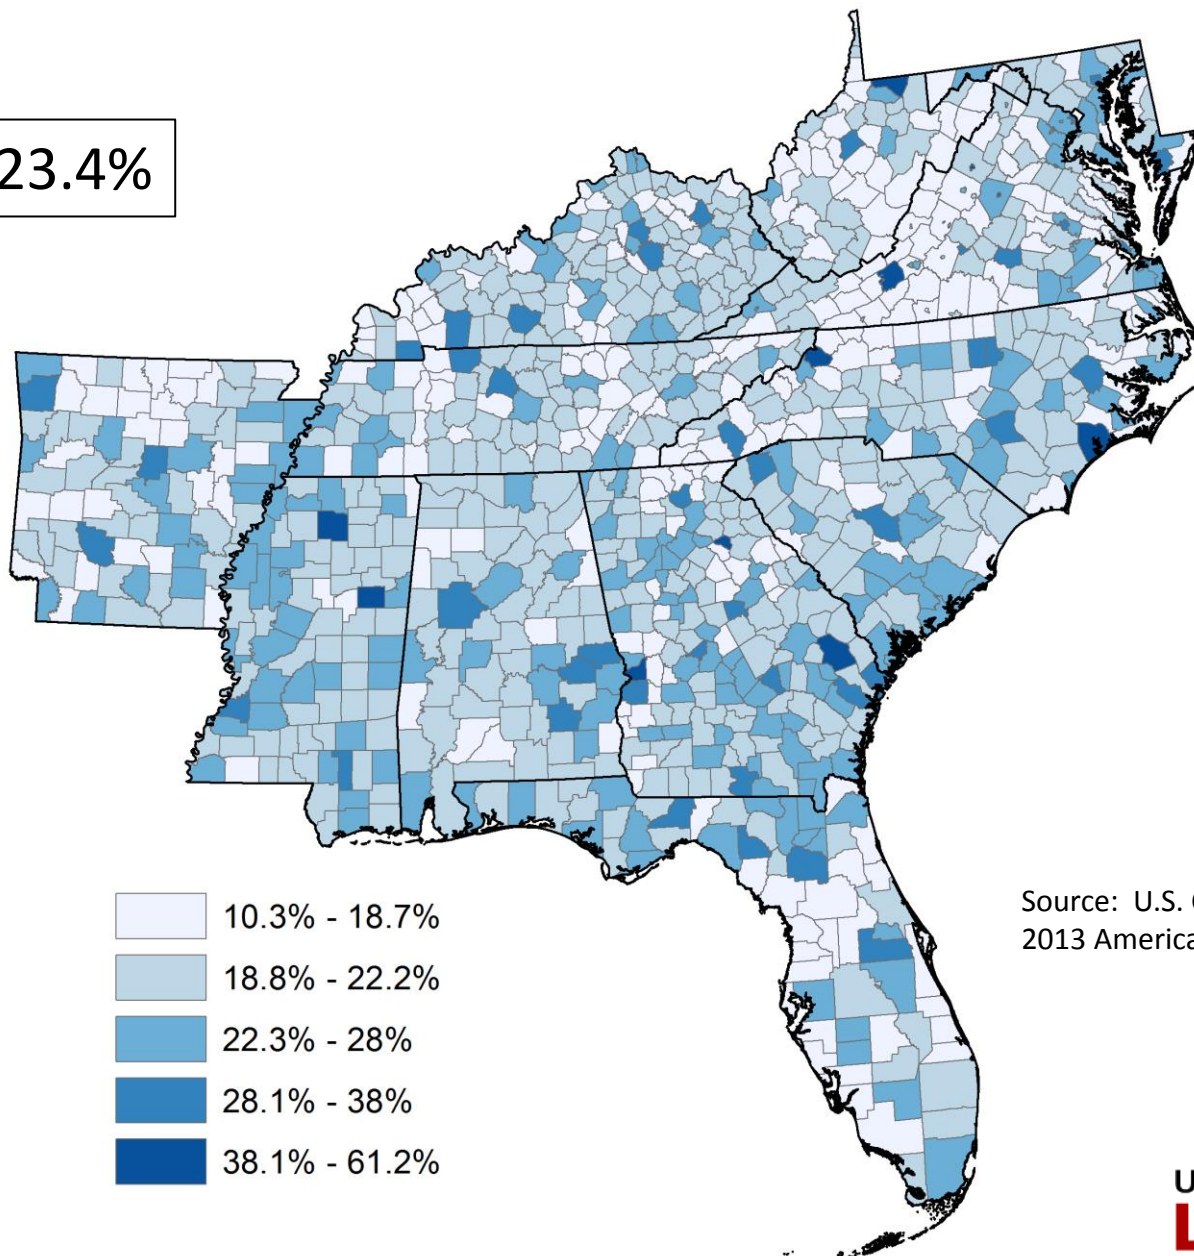 23.4%
10.3% - 18.7%
18.8% - 22.2%
22.3% - 28%
28.1% - 38%
38.1% - 61.2%
Source: U.S.
2013
U
L